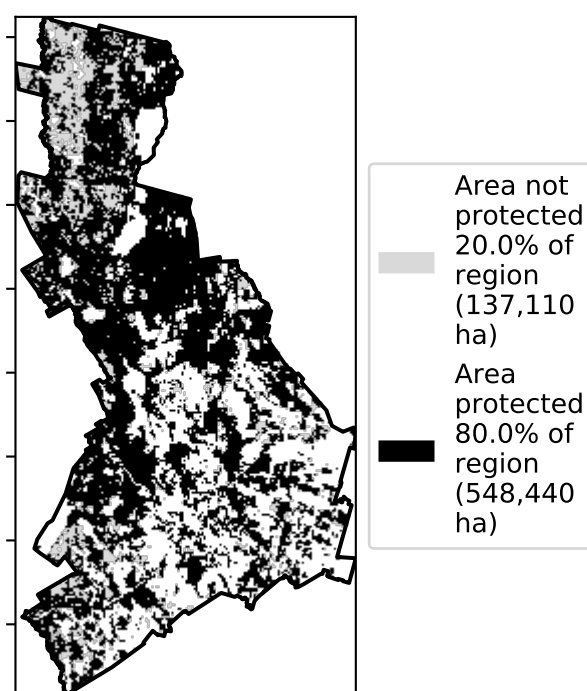 Area not
protected
20.0% of
region
(137,110
ha)
Area
protected
80.0% of
region
(548,440
ha)